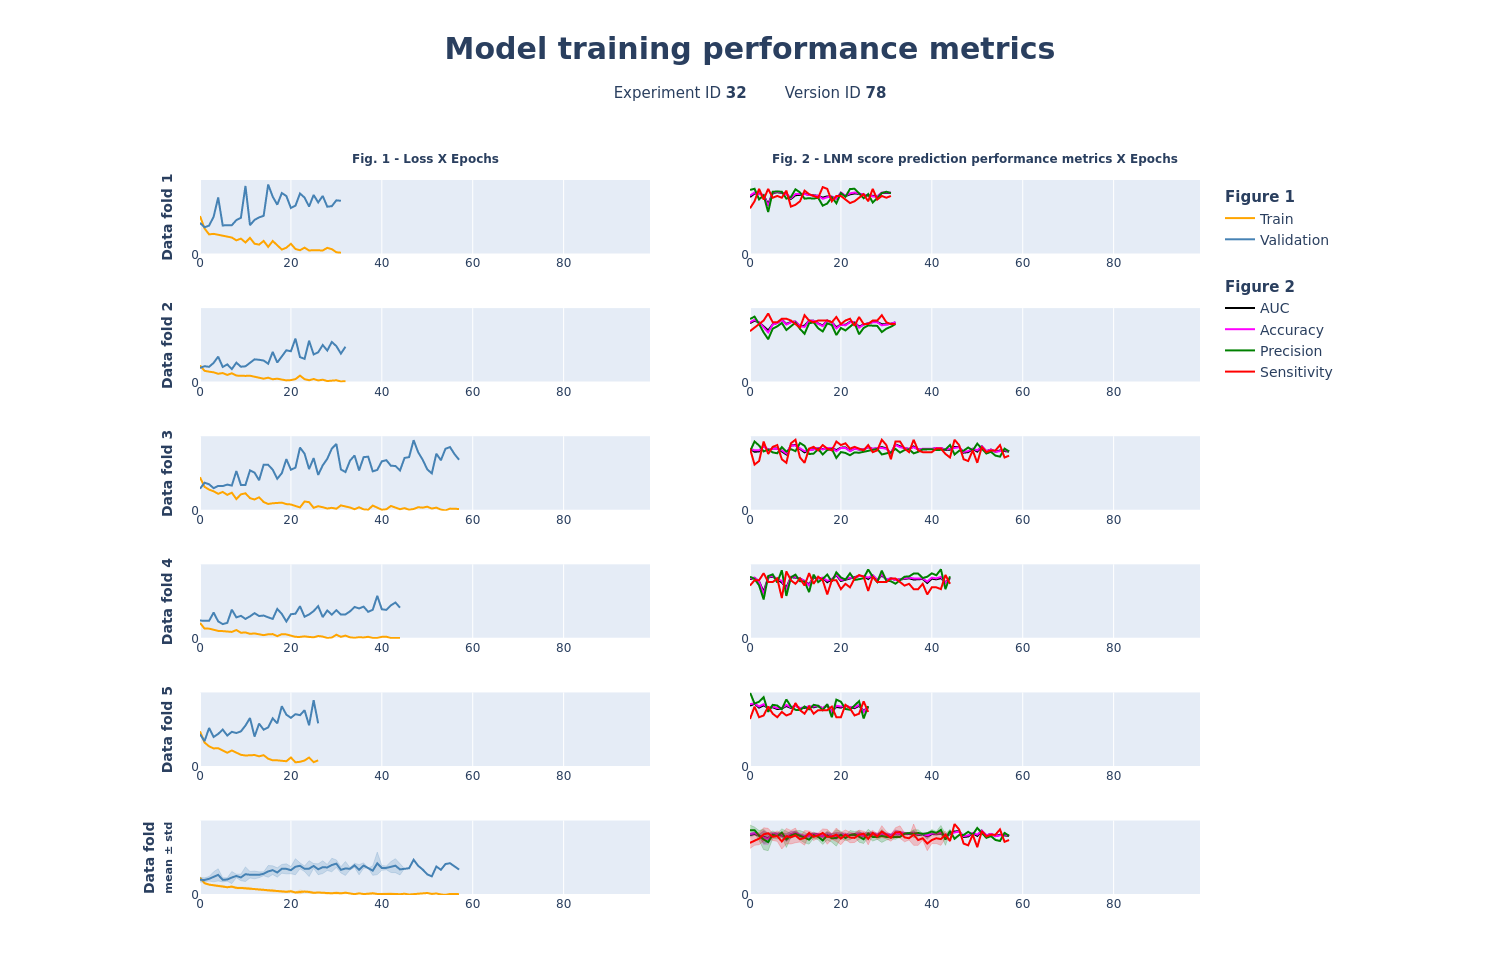 Model training performance metrics
Experiment ID 32 Version ID 78
Fig. 1 - Loss X Epochs
Fig. 2 - LNM score prediction performance metrics X Epochs
Data fold 1
0
0 20 40 60 80
0
0 20 40 60 80
Data fold 2
0
0 20 40 60 80
0
0 20 40 60 80
Data fold 3
0
0 20 40 60 80
0
0 20 40 60 80
Data fold 4
0
0 20 40 60 80
0
0 20 40 60 80
Data fold 5
0
0 20 40 60 80
0
0 20 40 60 80
Data fold
mean ± std
0
0 20 40 60 80
0
0 20 40 60 80
Figure 1
Train
Validation
Figure 2
AUC
Accuracy
Precision
Sensitivity